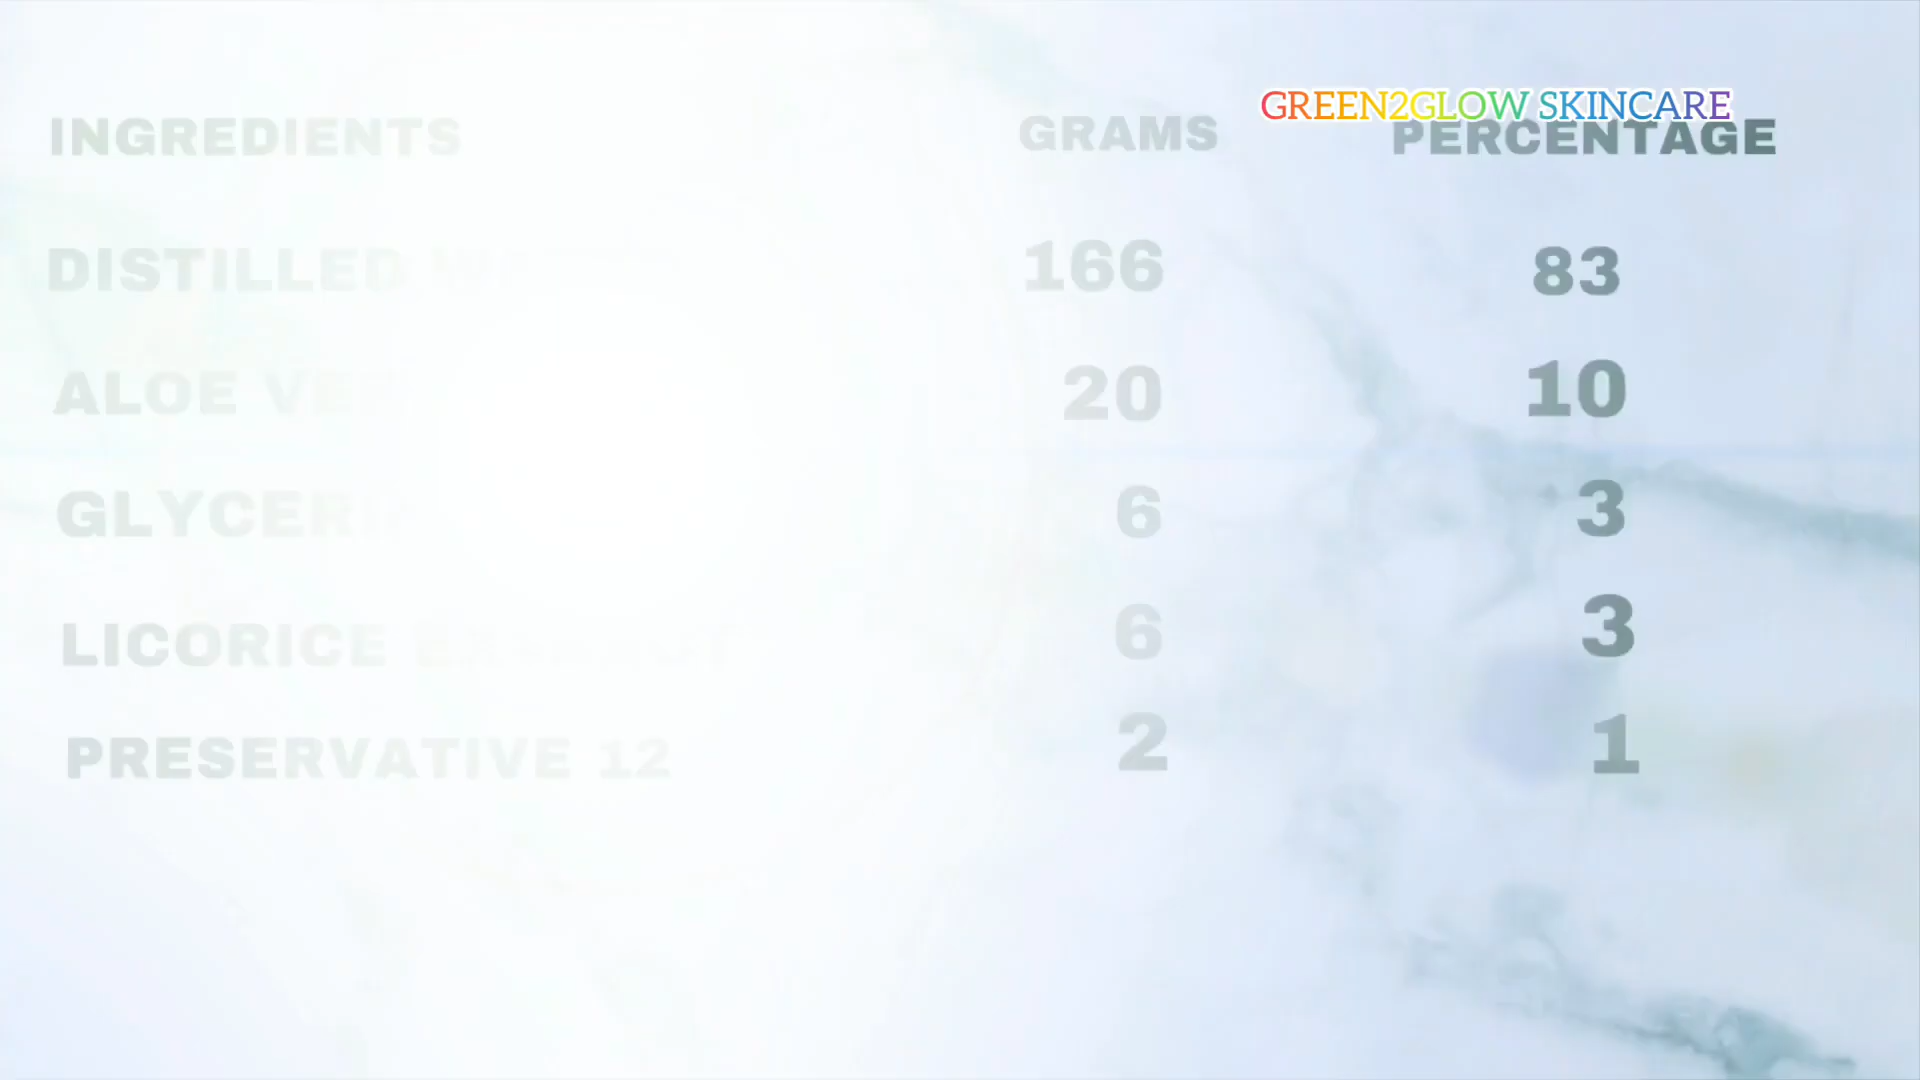 GREEN2GLOW SKINCARE
INGREDIENTS GRAMS PERCENTAGE
DISTILLED 166 83
ALOE 20 10
6 3
LICORICE 6 3
PRESERVATIVE 12 2 1